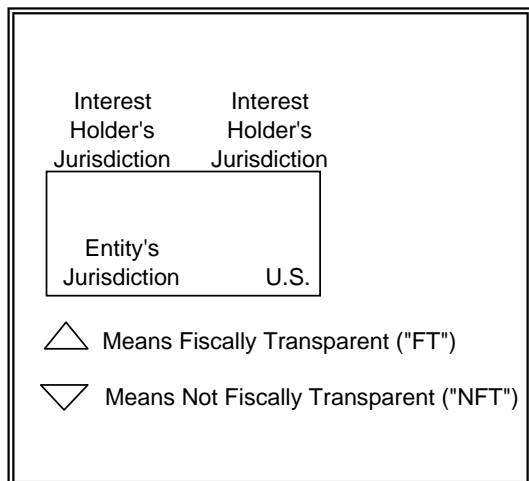 Interest Interest
Holder's Holder's
Jurisdiction Jurisdiction
Entity's
Jurisdiction U.S.
Means Fiscally Transparent ("FT")
Means Not Fiscally Transparent ("NFT")